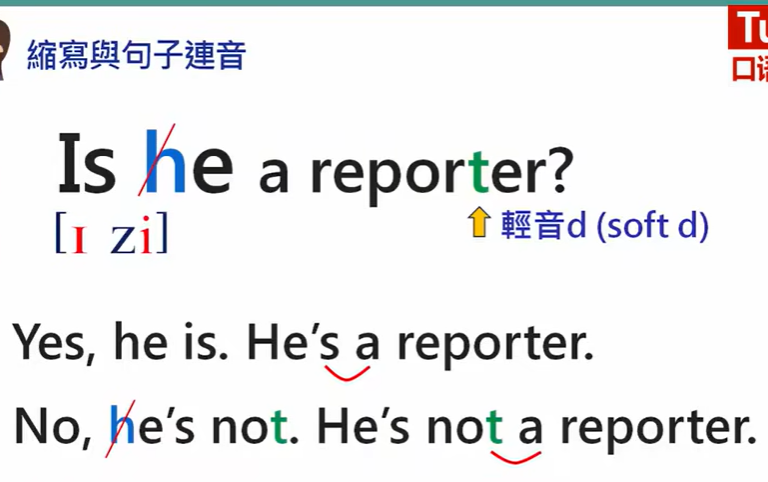 縮寫與句子連音
Tu
口语
Is he a reporter?
[ɪ zi]
輕音d (soft d)
Yes, he is. He's a reporter.
No, he's not. He's not a reporter.